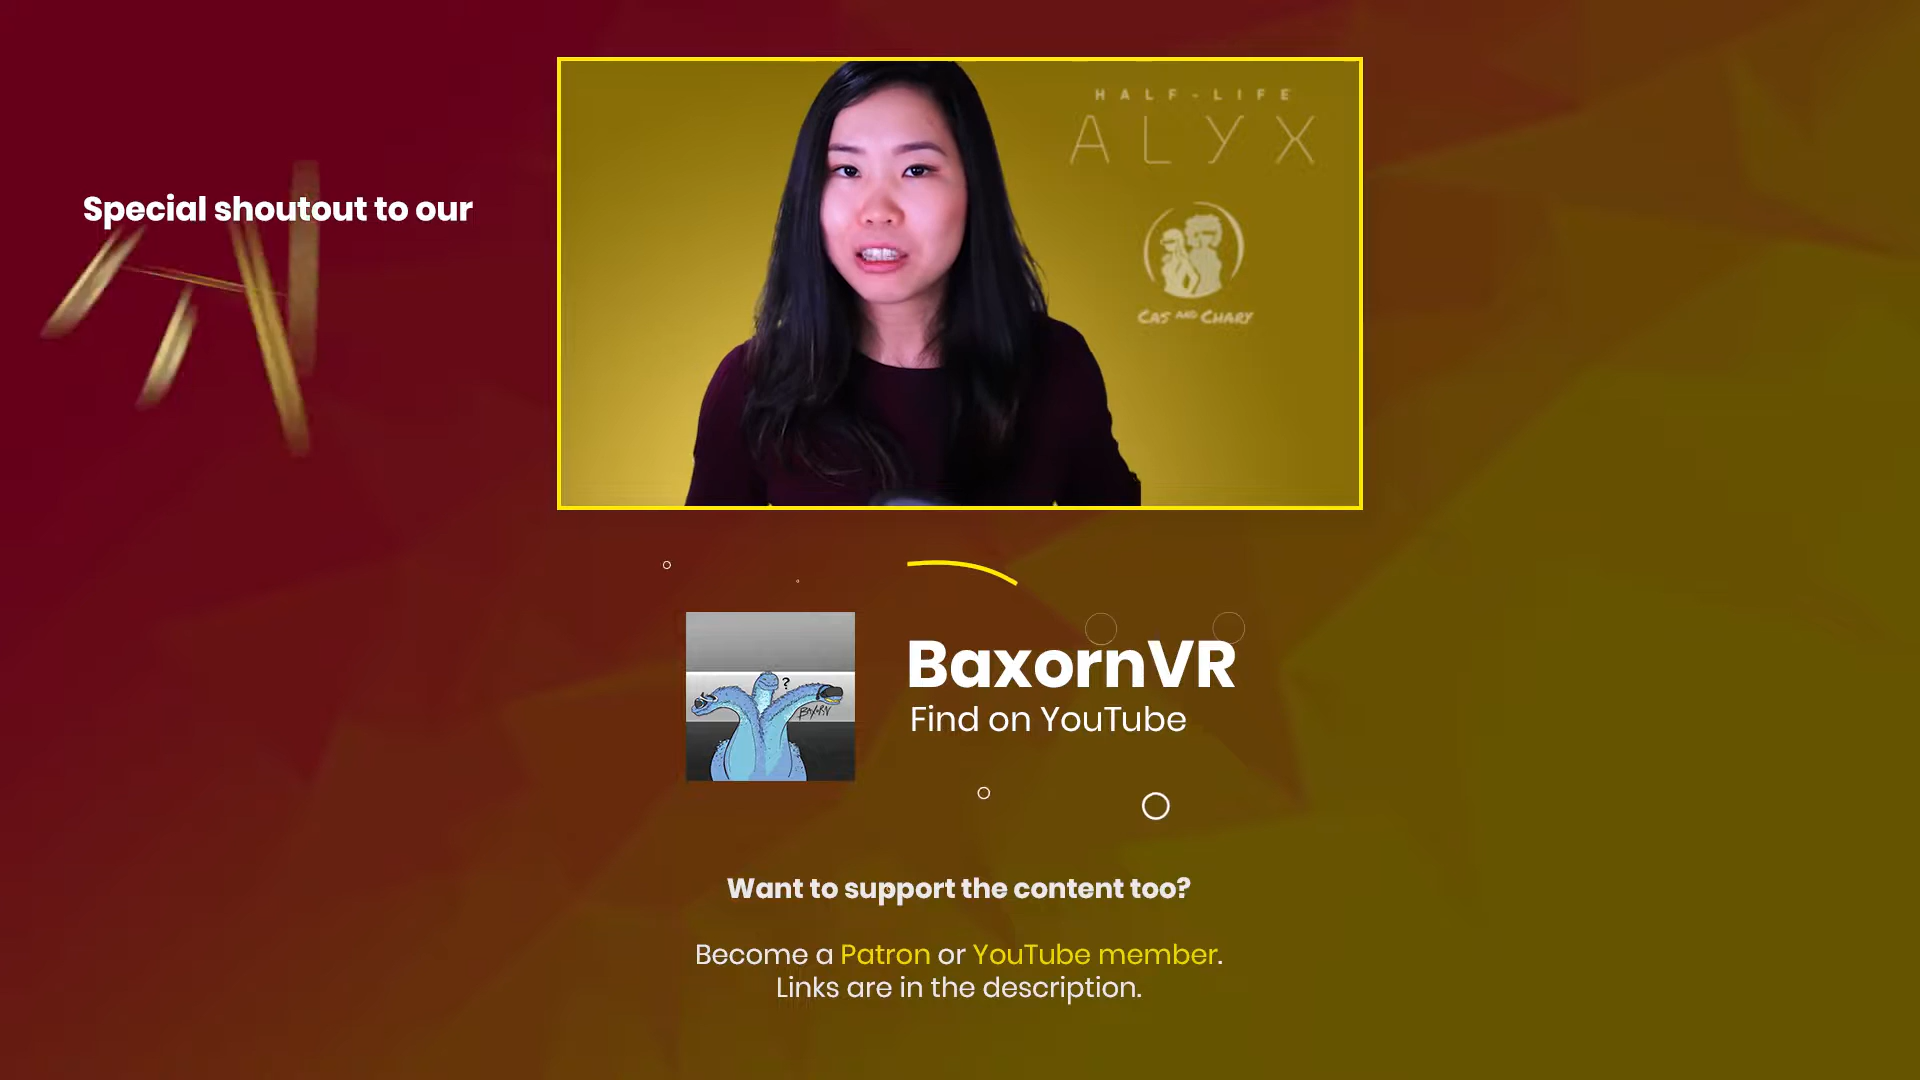 Special shoutout to our
HALF-LIFE
ALYX
CAS AND CHARY
?
BAXORN
BaxornVR
Find on YouTube
Want to support the content too?
Become a Patron or YouTube member.
Links are in the description.